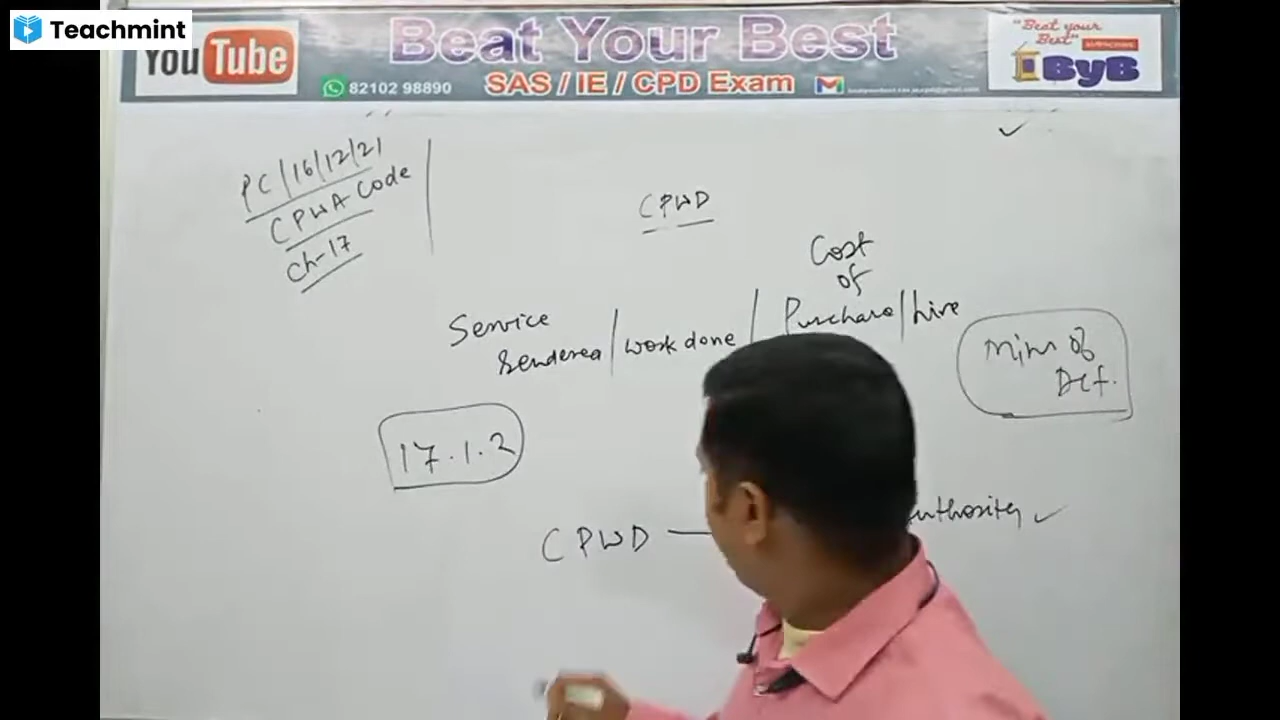 Teachmint
YouTube
Beat Your Best
82102 98890
SAS / IE / CPD Exam
"Beat your
Best"
SUBSCRIBE
ByB
PC/16/12/21
CPWA Code
Ch-17
CPWD
Cost
of
Service
rendered / work done / Purchase / hire
Min of
Def.
17.1.2
CPWD — uthority ✓